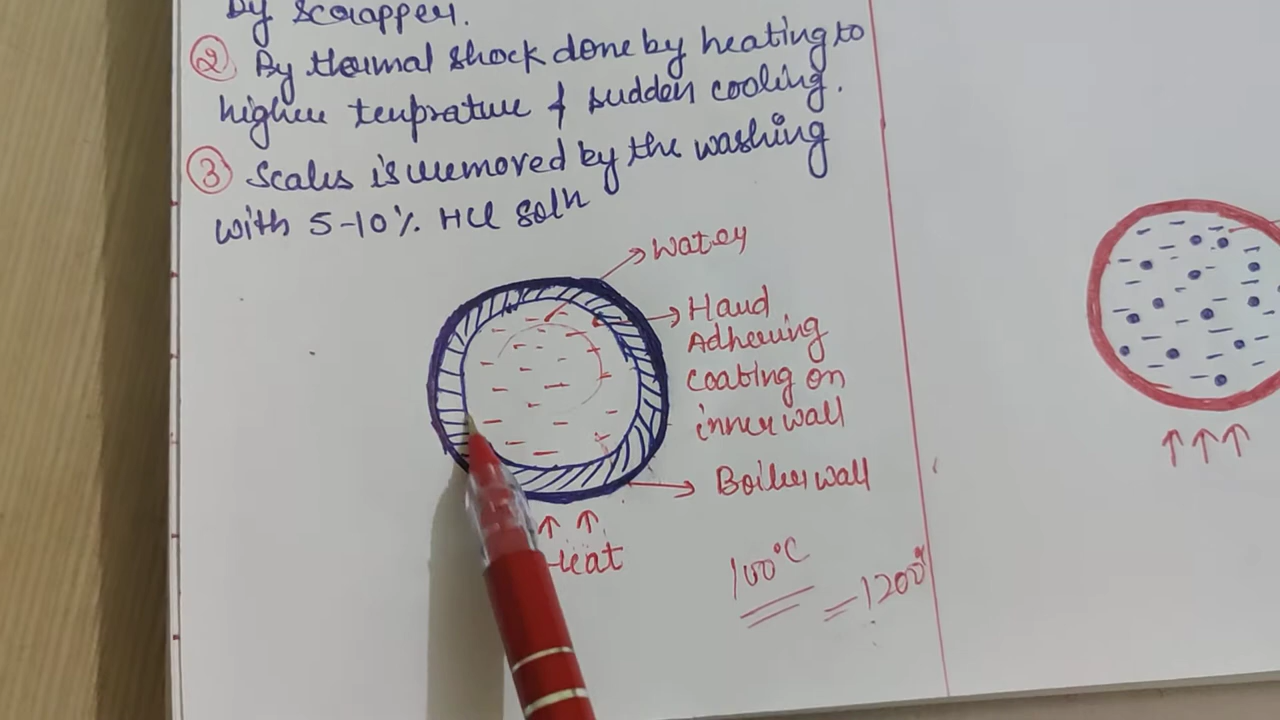 By Scrapper.
② By thermal shock done by heating to
higher tenprature & sudden cooling.
③ Scales is removed by the washing
with 5-10% HCl soln
Water
Hard
Adhering
coating on
inner wall
Boiler wall
Heat
100°C
= 1200°